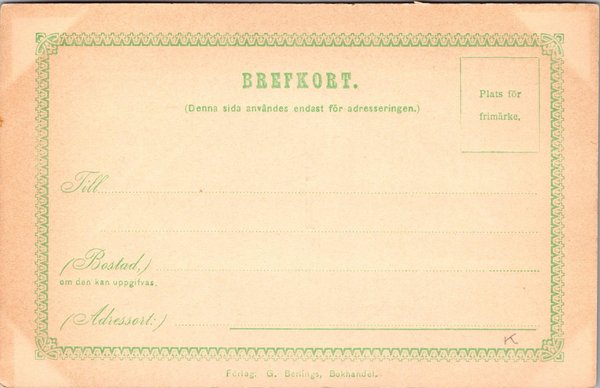 BREFKORT.
(Denna sida användes endast för adresseringen.)
Plats för
frimärke.
Till
(Bostad,)
om den kan uppgifvas.
(Adressort:)
K
Förlag: G. Berlings, Bokhandel.